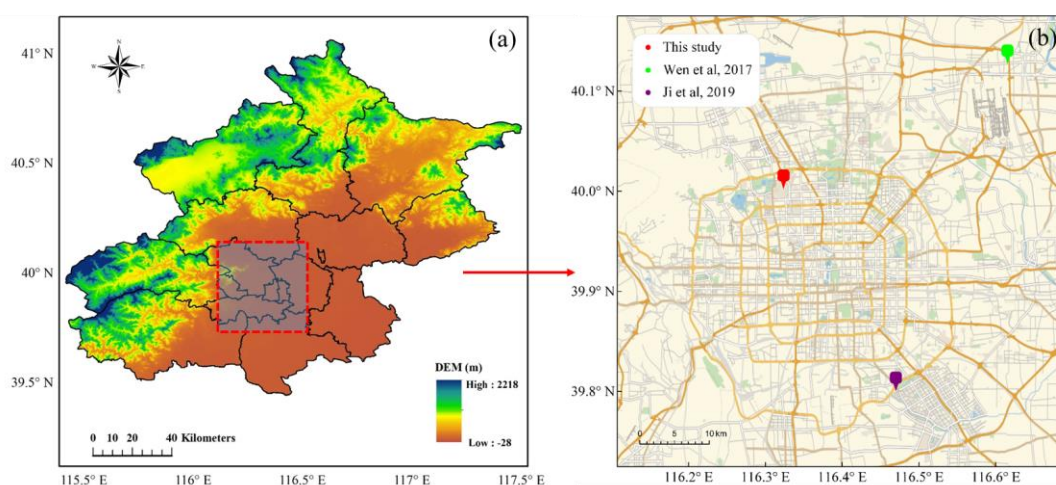 (a)
41° N
40.5° N
40° N
39.5° N
N
W
E
S
DEM (m)
High : 2218
Low : -28
0 10 20 40 Kilometers
115.5° E 116° E 116.5° E 117° E 117.5° E
(b)
This study
Wen et al, 2017
Ji et al, 2019
40.1° N
40.0° N
39.9° N
39.8° N
0 2 4 10 km
116.2° E 116.3° E 116.4° E 116.5° E 116.6° E